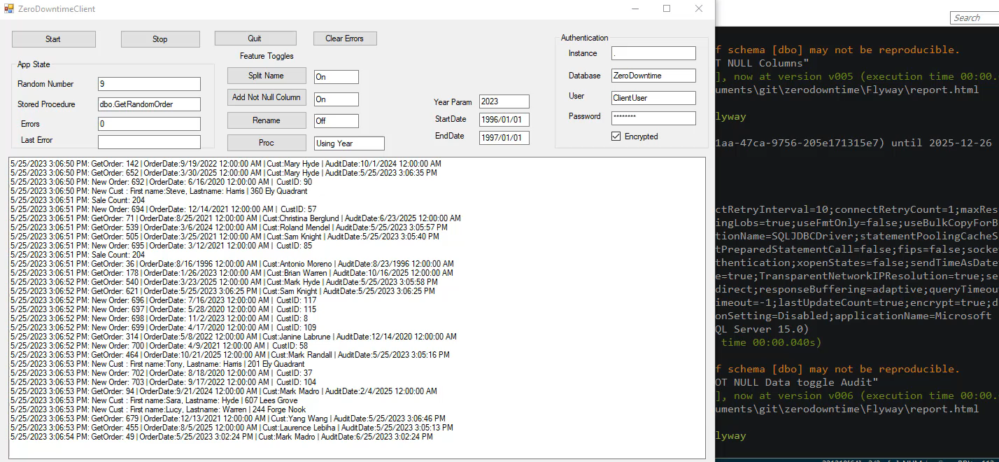 ZeroDowntimeClient
Start
Stop
Quit
Clear Errors
Feature Toggles
App State
Random Number 9
Stored Procedure dbo.GetRandomOrder
Errors 0
Last Error
Split Name On
Add Not Null Column On
Rename Off
Proc Using Year
Year Param 2023
StartDate 1996/01/01
EndDate 1997/01/01
Authentication
Instance .
Database ZeroDowntime
User ClientUser
Password ********
Encrypted
5/25/2023 3:06:50 PM: GetOrder: 142 | OrderDate:9/19/2022 12:00:00 AM | Cust:Mary Hyde | AuditDate:10/1/2024 12:00:00 AM
5/25/2023 3:06:50 PM: GetOrder: 652 | OrderDate:3/30/2025 12:00:00 AM | Cust:Mary Hyde | AuditDate:5/25/2023 3:06:35 PM
5/25/2023 3:06:50 PM: New Order: 692 | OrderDate: 6/16/2020 12:00:00 AM | CustID: 90
5/25/2023 3:06:51 PM: New Cust : First name:Steve, Lastname: Harris | 360 Ely Quadrant
5/25/2023 3:06:51 PM: Sale Count: 204
5/25/2023 3:06:51 PM: New Order: 694 | OrderDate: 12/14/2021 12:00:00 AM | CustID: 57
5/25/2023 3:06:51 PM: GetOrder: 71 | OrderDate:8/25/2021 12:00:00 AM | Cust:Christina Berglund | AuditDate:6/23/2025 12:00:00 AM
5/25/2023 3:06:51 PM: GetOrder: 539 | OrderDate:3/6/2024 12:00:00 AM | Cust:Roland Mendel | AuditDate:5/25/2023 3:05:57 PM
5/25/2023 3:06:51 PM: GetOrder: 505 | OrderDate:3/25/2021 12:00:00 AM | Cust:Sam Knight | AuditDate:5/25/2023 3:05:40 PM
5/25/2023 3:06:51 PM: New Order: 695 | OrderDate: 3/12/2021 12:00:00 AM | CustID: 85
5/25/2023 3:06:51 PM: Sale Count: 204
5/25/2023 3:06:51 PM: GetOrder: 36 | OrderDate:8/16/1996 12:00:00 AM | Cust:Antonio Moreno | AuditDate:8/23/1996 12:00:00 AM
5/25/2023 3:06:51 PM: GetOrder: 178 | OrderDate:1/26/2023 12:00:00 AM | Cust:Brian Warren | AuditDate:10/16/2025 12:00:00 AM
5/25/2023 3:06:52 PM: GetOrder: 540 | OrderDate:3/23/2025 12:00:00 AM | Cust:Mark Hyde | AuditDate:5/25/2023 3:05:58 PM
5/25/2023 3:06:52 PM: GetOrder: 621 | OrderDate:5/25/2023 3:06:25 PM | Cust:Sam Knight | AuditDate:5/25/2023 3:06:25 PM
5/25/2023 3:06:52 PM: New Order: 696 | OrderDate: 7/16/2023 12:00:00 AM | CustID: 117
5/25/2023 3:06:52 PM: New Order: 697 | OrderDate: 5/28/2020 12:00:00 AM | CustID: 115
5/25/2023 3:06:52 PM: New Order: 698 | OrderDate: 11/2/2023 12:00:00 AM | CustID: 8
5/25/2023 3:06:52 PM: New Order: 699 | OrderDate: 4/17/2020 12:00:00 AM | CustID: 109
5/25/2023 3:06:52 PM: GetOrder: 314 | OrderDate:5/8/2022 12:00:00 AM | Cust:Janine Labrune | AuditDate:12/14/2020 12:00:00 AM
5/25/2023 3:06:52 PM: New Order: 700 | OrderDate: 4/9/2021 12:00:00 AM | CustID: 58
5/25/2023 3:06:53 PM: GetOrder: 464 | OrderDate:10/21/2025 12:00:00 AM | Cust:Mark Randall | AuditDate:5/25/2023 3:05:16 PM
5/25/2023 3:06:53 PM: New Cust : First name:Tony, Lastname: Harris | 201 Ely Quadrant
5/25/2023 3:06:53 PM: New Order: 702 | OrderDate: 8/18/2020 12:00:00 AM | CustID: 37
5/25/2023 3:06:53 PM: New Order: 703 | OrderDate: 9/17/2022 12:00:00 AM | CustID: 104
5/25/2023 3:06:53 PM: GetOrder: 94 | OrderDate:9/21/2024 12:00:00 AM | Cust:Mark Madro | AuditDate:2/4/2025 12:00:00 AM
5/25/2023 3:06:53 PM: New Cust : First name:Sara, Lastname: Hyde | 607 Lees Grove
5/25/2023 3:06:53 PM: New Cust : First name:Lucy, Lastname: Warren | 244 Forge Nook
5/25/2023 3:06:53 PM: GetOrder: 679 | OrderDate:12/13/2021 12:00:00 AM | Cust:Yang Wang | AuditDate:5/25/2023 3:06:46 PM
5/25/2023 3:06:53 PM: GetOrder: 455 | OrderDate:8/5/2025 12:00:00 AM | Cust:Laurence Lebiha | AuditDate:5/25/2023 3:05:13 PM
5/25/2023 3:06:54 PM: GetOrder: 49 | OrderDate:5/25/2023 3:02:24 PM | Cust:Mark Madro | AuditDate:6/25/2023 3:02:24 PM
Search
f schema [dbo] may not be reproducible.
T NULL Columns"
], now at version v005 (execution time 00:00.
uments\git\zerodowntime\Flyway\report.html
lyway
1aa-47ca-9756-205e171315e7) until 2025-12-26
ctRetryInterval=10;connectRetryCount=1;maxRes
ingLobs=true;useFmtOnly=false;useBulkCopyForB
tionName=SQLJDBCDriver;statementPoolingCacheS
tPreparedStatementCall=false;fips=false;socke
thentication;xopenStates=false;sendTimeAsDate
e=true;TransparentNetworkIPResolution=true;se
direct;responseBuffering=adaptive;queryTimeou
imeout=-1;lastUpdateCount=true;encrypt=true;d
onSetting=Disabled;applicationName=Microsoft
QL Server 15.0)
time 00:00.040s)
f schema [dbo] may not be reproducible.
OT NULL Data toggle Audit"
], now at version v006 (execution time 00:00.
uments\git\zerodowntime\Flyway\report.html
lyway